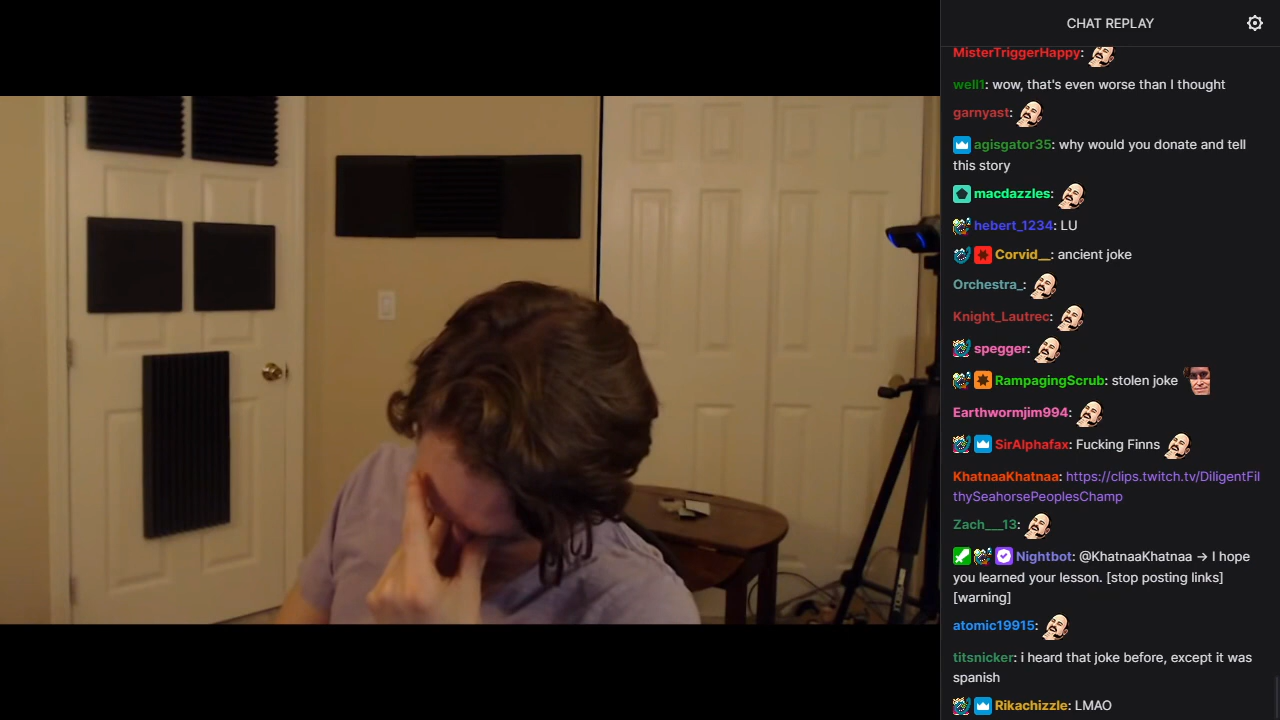 CHAT REPLAY
MisterTriggerHappy:
well1: wow, that's even worse than I thought
garnyast:
agisgator35: why would you donate and tell
this story
macdazzles:
hebert_1234: LU
Corvid__: ancient joke
Orchestra_:
Knight_Lautrec:
spegger:
RampagingScrub: stolen joke
Earthwormjim994:
SirAlphafax: Fucking Finns
KhatnaaKhatnaa: https://clips.twitch.tv/DiligentFil
thySeahorsePeoplesChamp
Zach___13:
Nightbot: @KhatnaaKhatnaa → I hope
you learned your lesson. [stop posting links]
[warning]
atomic19915:
titsnicker: i heard that joke before, except it was
spanish
Rikachizzle: LMAO